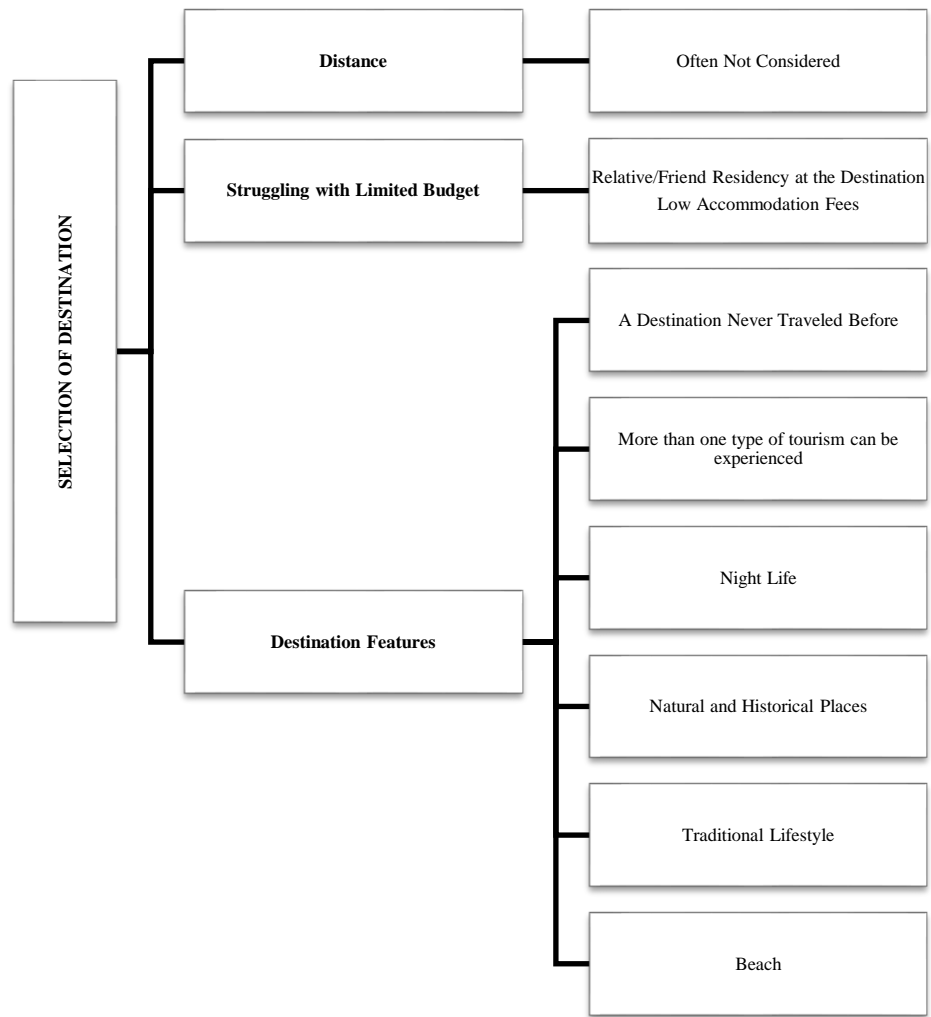 SELECTION OF DESTINATION
Distance
Often Not Considered
Struggling with Limited Budget
Relative/Friend Residency at the Destination
Low Accommodation Fees
Destination Features
A Destination Never Traveled Before
More than one type of tourism can be
experienced
Night Life
Natural and Historical Places
Traditional Lifestyle
Beach